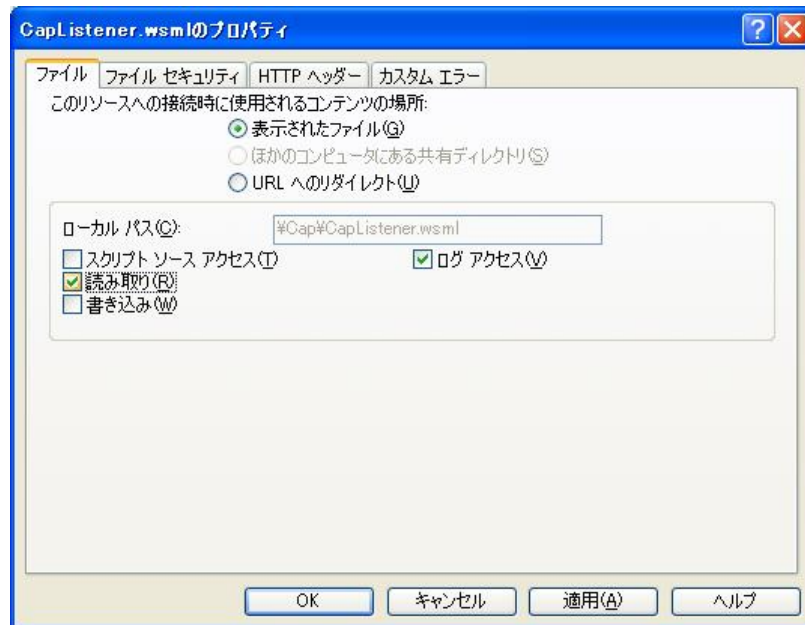 CapListener.wsmlのプロパティ
ファイル ファイル セキュリティ HTTP ヘッダー カスタム エラー
このリソースへの接続時に使用されるコンテンツの場所:
表示されたファイル(G)
ほかのコンピュータにある共有ディレクトリ(S)
URL へのリダイレクト(U)
ローカル パス(C): ¥Cap¥CapListener.wsml
スクリプト ソース アクセス(T) ログ アクセス(V)
読み取り(R)
書き込み(W)
OK キャンセル 適用(A) ヘルプ